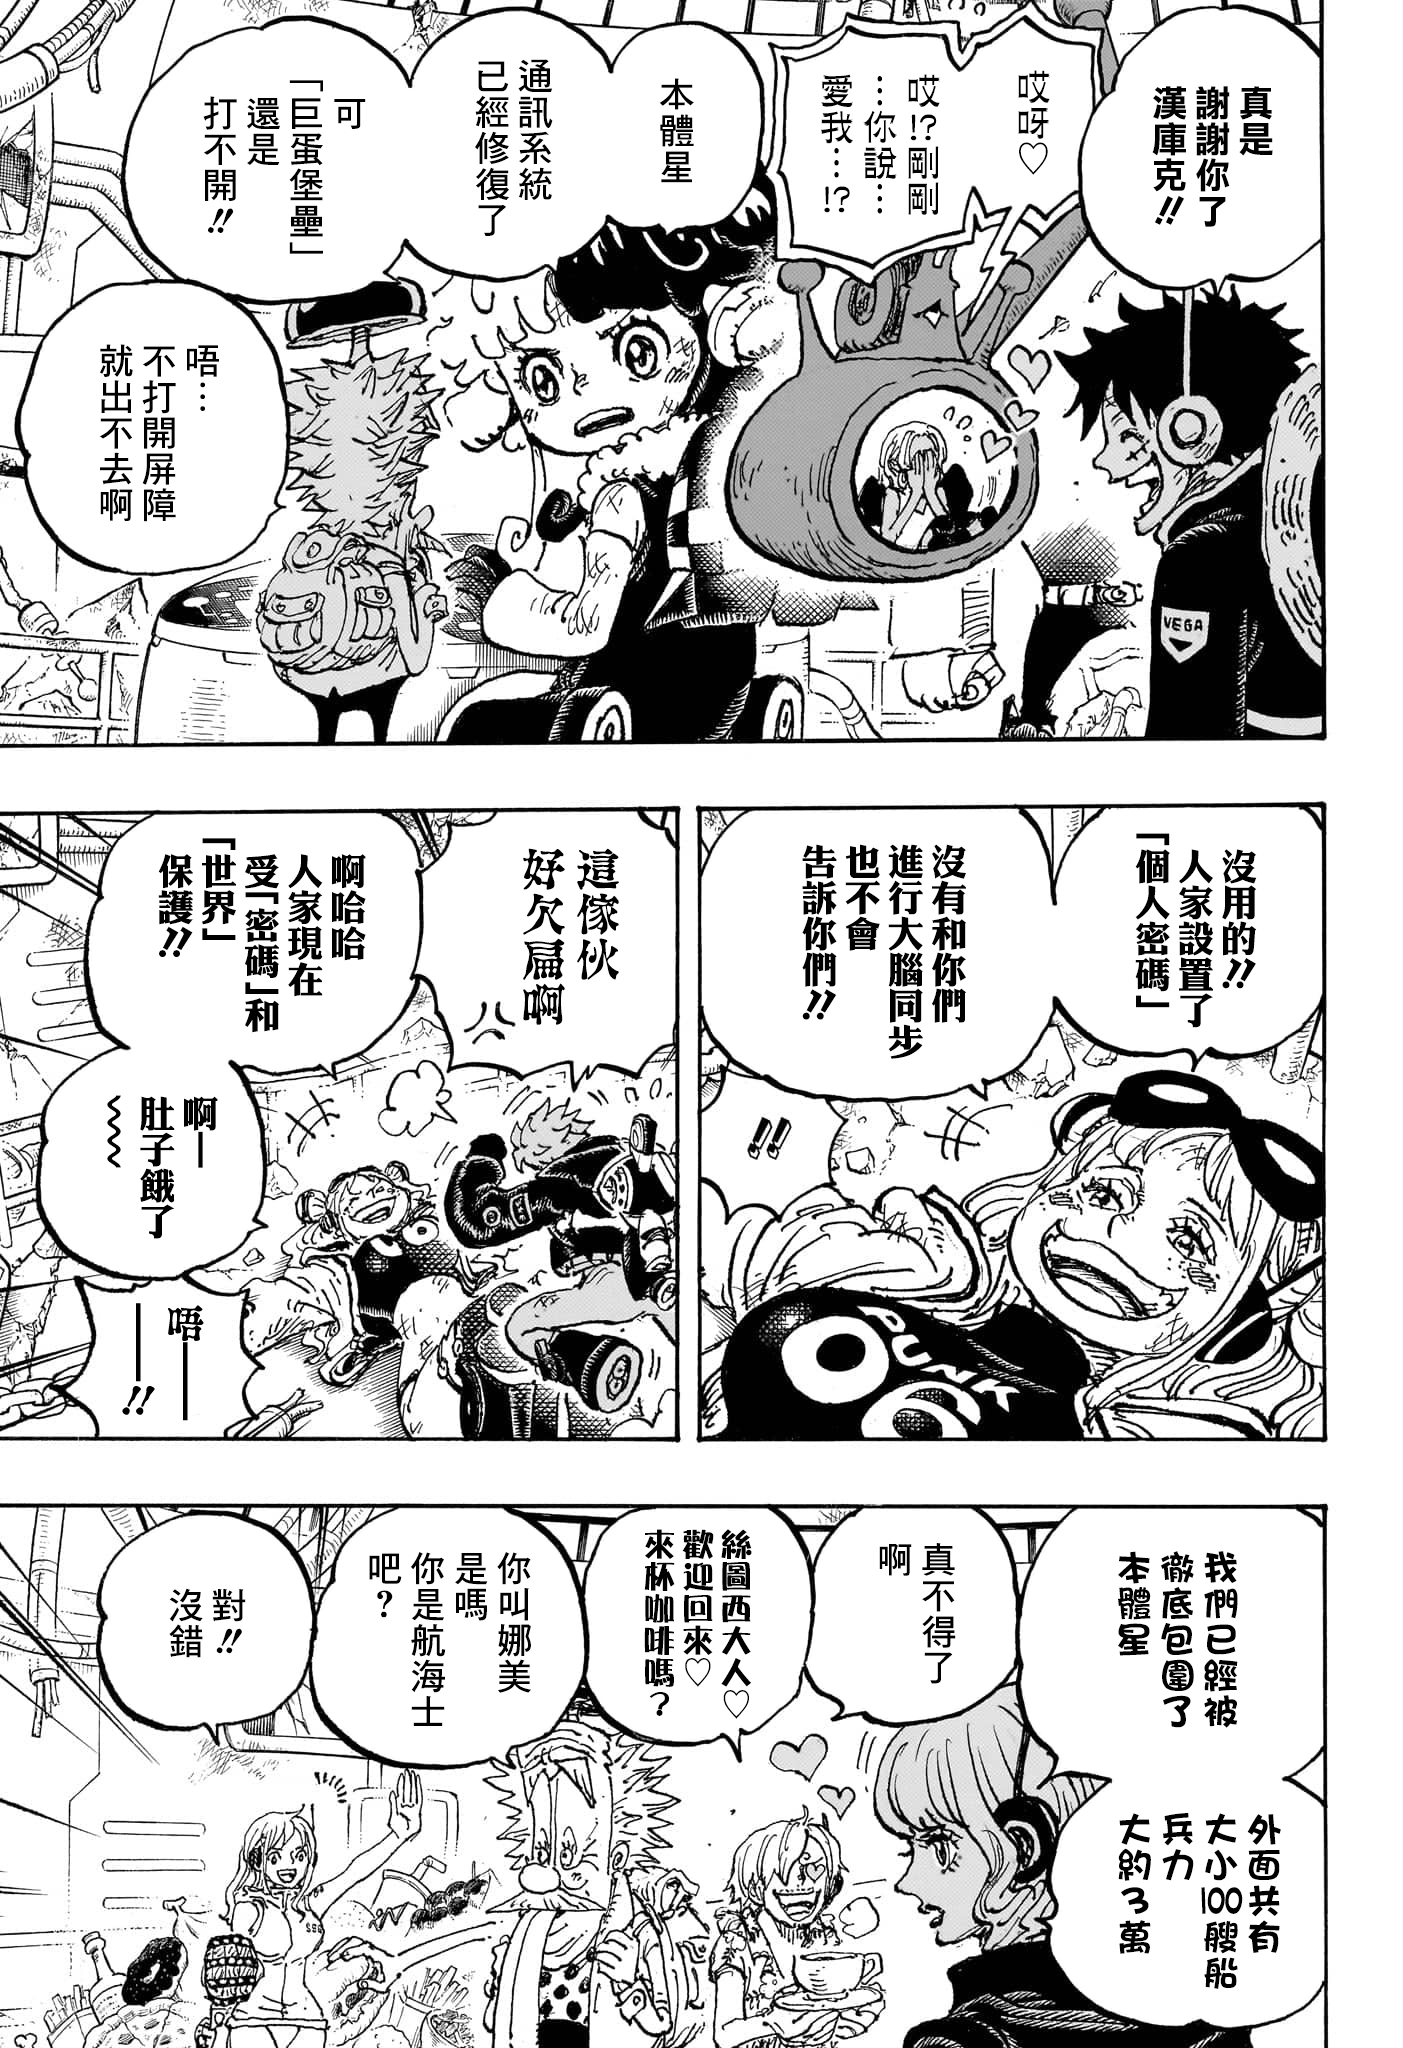 真是
謝謝你了
漢庫克!!
哎呀♡
哎!?剛剛
…你說…
愛我…!?
本體星
通訊系統
已經修復了
可
「巨蛋堡壘」
還是
打不開!!
唔…
不打開屏障
就出不去啊
VEGA
沒用的!!
人家設置了
「個人密碼」
沒有和你們
進行大腦同步
也不會
告訴你們!!
!!
PUNK
這傢伙
好欠扁啊
啊哈哈
人家現在
受「密碼」和
「世界」
保護!!
啊─
肚子餓了
唔──
──!!
我們已經被
徹底包圍了
本體星
外面共有
大小100艘船
兵力
大約3萬
真不得了
啊
絲圖西大人♡
歡迎回來♡
來杯咖啡嗎?
你叫娜美
是嗎
你是航海士
吧?
對!!
沒錯
SSG